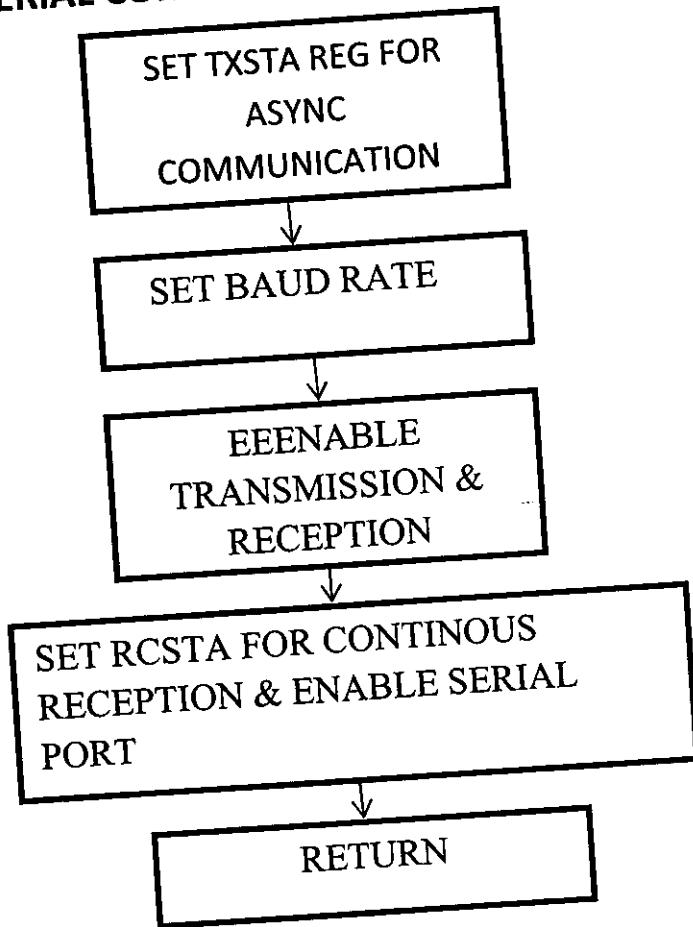 SET TXSTA REG FOR
ASYNC
COMMUNICATION
SET BAUD RATE
EEENABLE
TRANSMISSION &
RECEPTION
SET RCSTA FOR CONTINOUS
RECEPTION & ENABLE SERIAL
PORT
RETURN